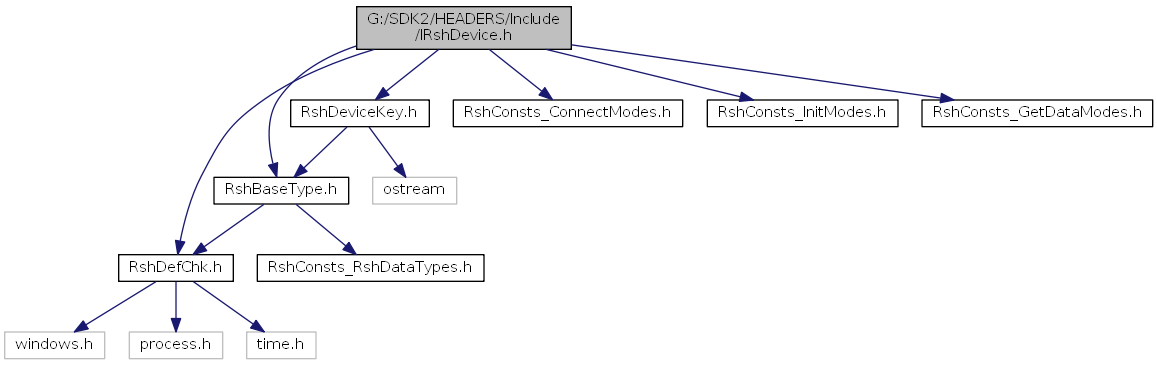 G:/SDK2/HEADERS/Include
/IRshDevice.h
RshDeviceKey.h
RshConsts_ConnectModes.h
RshConsts_InitModes.h
RshConsts_GetDataModes.h
RshBaseType.h
ostream
RshDefChk.h
RshConsts_RshDataTypes.h
windows.h
process.h
time.h